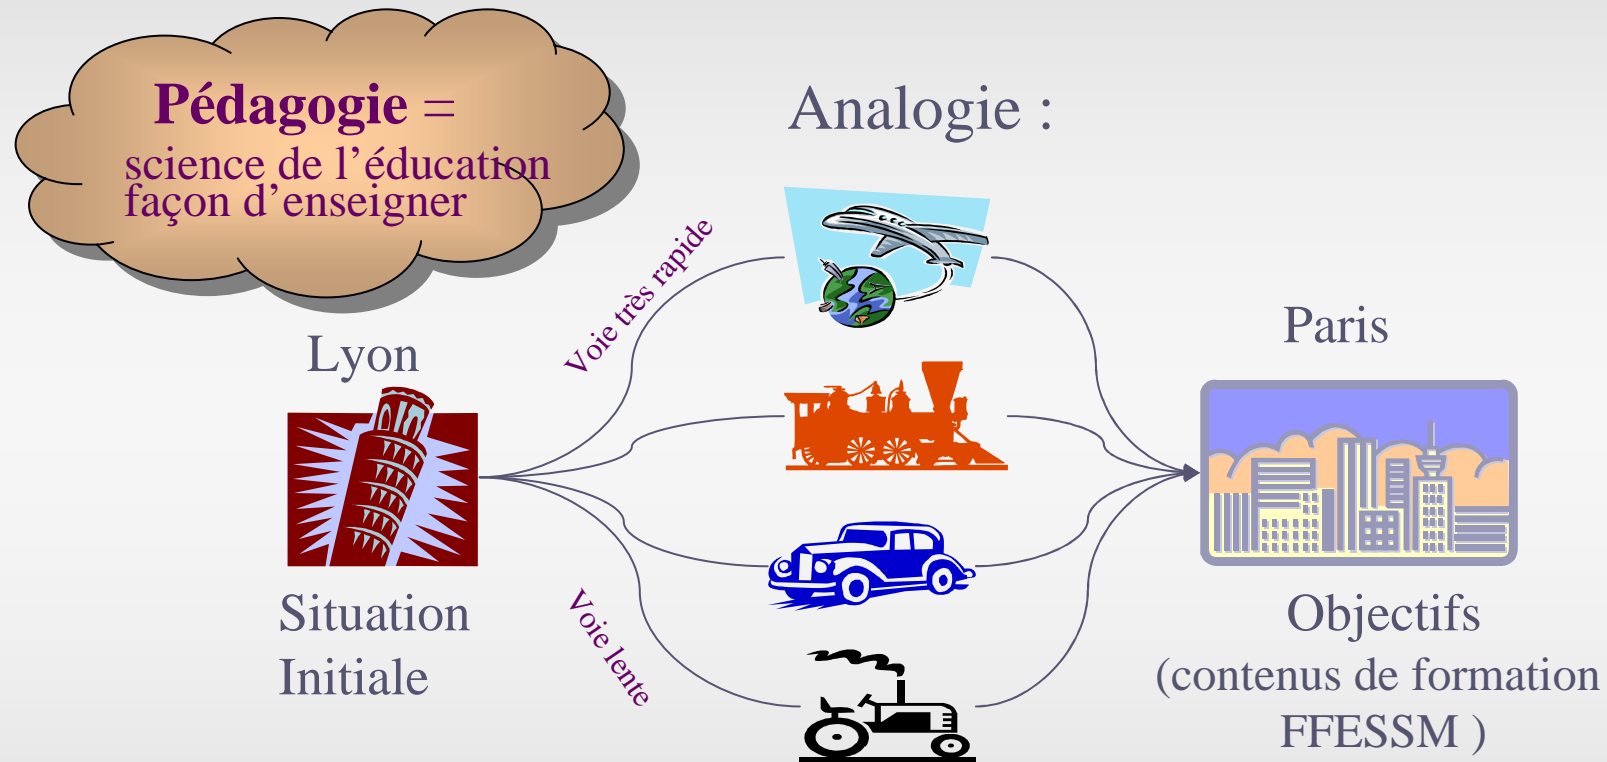 Pédagogie =
science de l’éducation
façon d’enseigner
Analogie :
Voie très rapide
Lyon
Paris
Situation
Initiale
Voie lente
Objectifs
(contenus de formation
FFESSM )